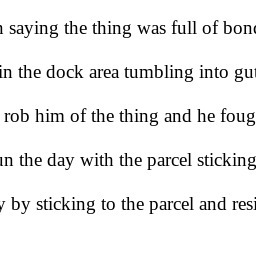 saying the thing was full of
in the dock area tumbling into
rob him of the thing and he
the day with the parcel sticking
by sticking to the parcel and